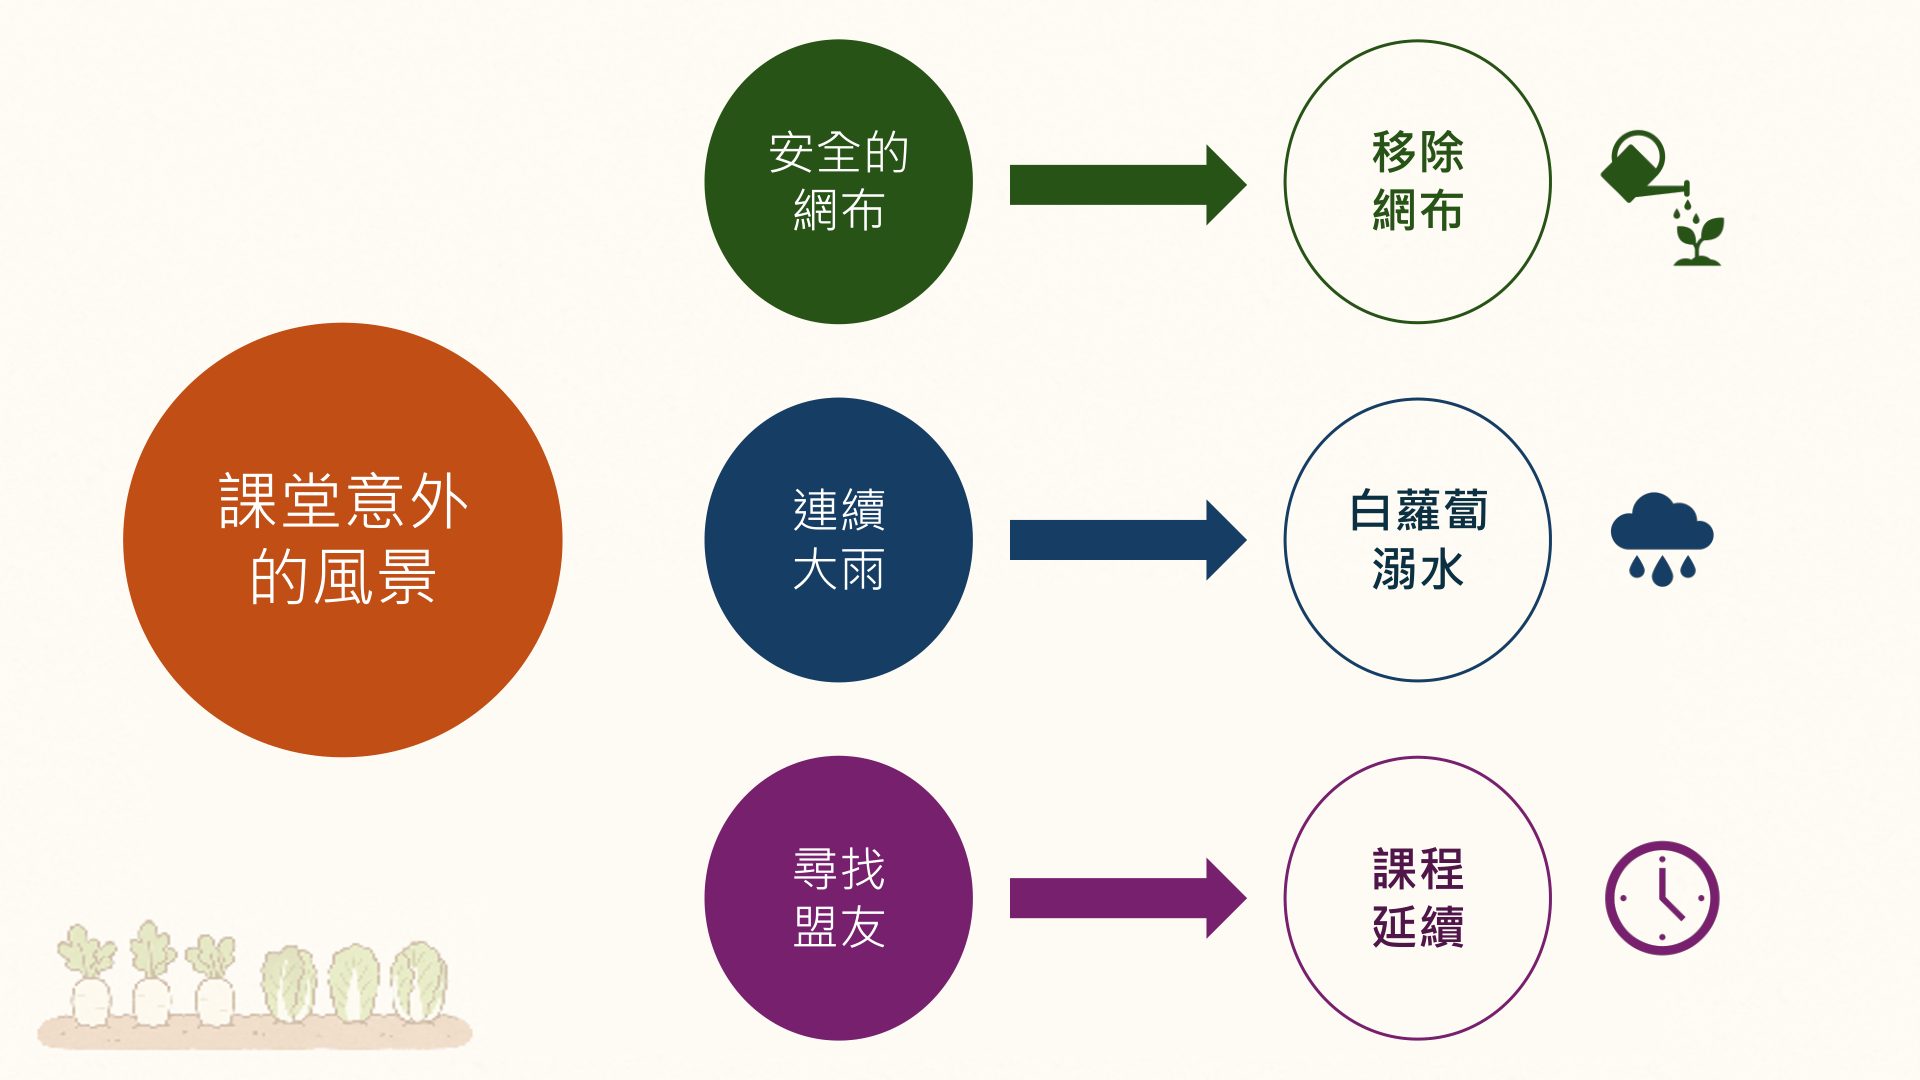 課堂意外
的風景
安全的
網布
移除
網布
連續
大雨
白蘿蔔
溺水
尋找
盟友
課程
延續